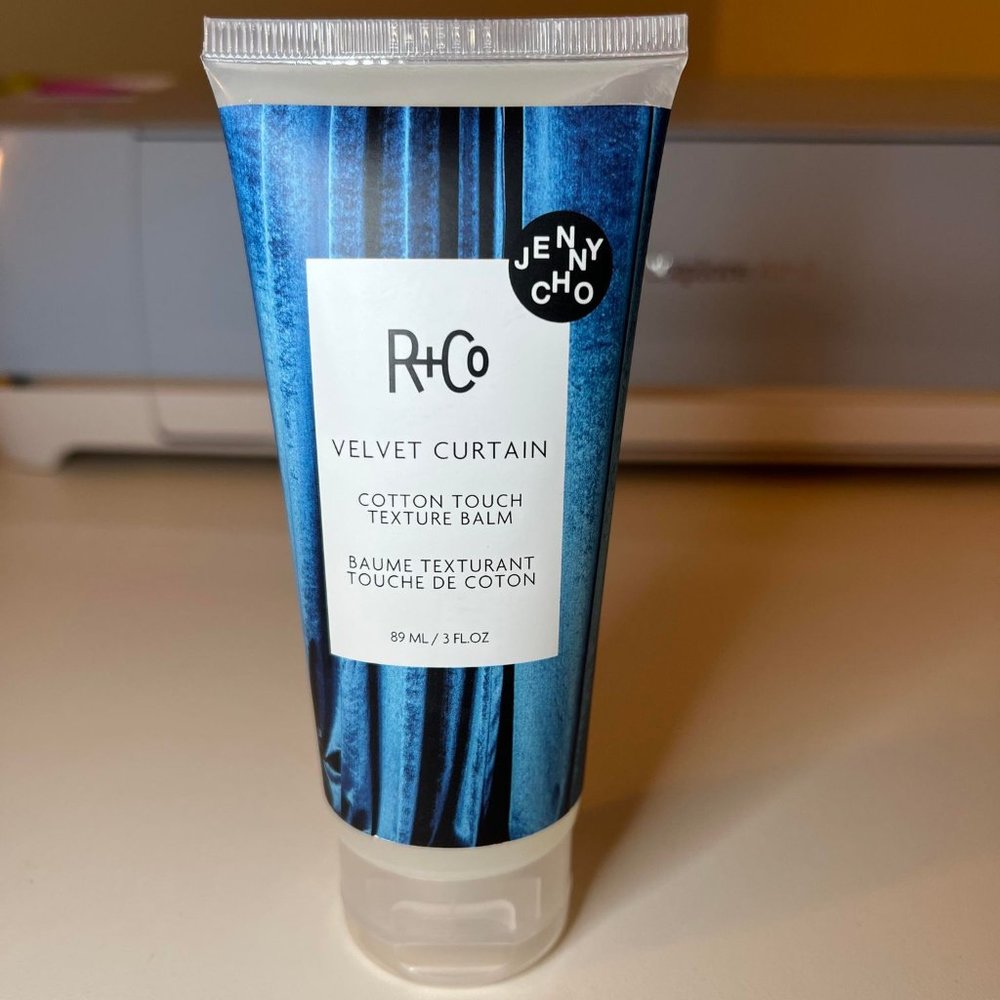 JENNY
CHO
R+Co
VELVET CURTAIN
COTTON TOUCH
TEXTURE BALM
BAUME TEXTURANT
TOUCHE DE COTON
89 ML / 3 FL.OZ